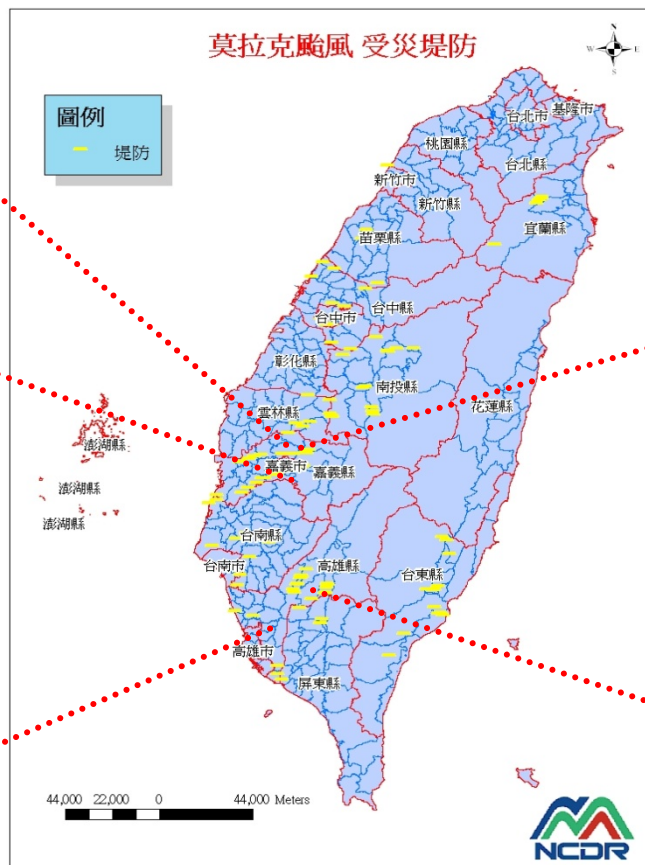 莫拉克颱風 受災堤防
N
W
E
S
圖例
堤防
基隆市
台北市
桃園縣
台北縣
新竹市
新竹縣
宜蘭縣
苗栗縣
台中縣
台中市
彰化縣
南投縣
花蓮縣
雲林縣
澎湖縣
嘉義市
嘉義縣
澎湖縣
澎湖縣
台南縣
台南市
高雄縣
台東縣
高雄市
屏東縣
44,000 22,000 0 44,000 Meters
NCDR